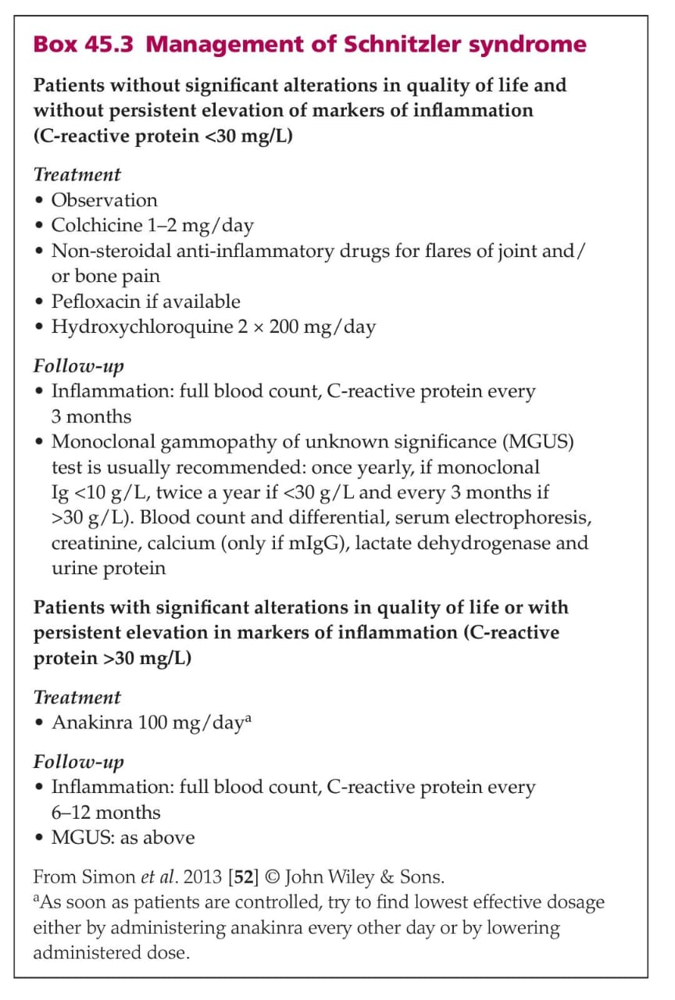 Box 45.3 Management of Schnitzler syndrome
Patients without significant alterations in quality of life and
without persistent elevation of markers of inflammation
(C-reactive protein <30 mg/L)
Treatment
• Observation
• Colchicine 1–2 mg/day
• Non-steroidal anti-inflammatory drugs for flares of joint and/
or bone pain
• Pefloxacin if available
• Hydroxychloroquine 2 × 200 mg/day
Follow-up
• Inflammation: full blood count, C-reactive protein every
3 months
• Monoclonal gammopathy of unknown significance (MGUS)
test is usually recommended: once yearly, if monoclonal
Ig <10 g/L, twice a year if <30 g/L and every 3 months if
>30 g/L). Blood count and differential, serum electrophoresis,
creatinine, calcium (only if mIgG), lactate dehydrogenase and
urine protein
Patients with significant alterations in quality of life or with
persistent elevation in markers of inflammation (C-reactive
protein >30 mg/L)
Treatment
• Anakinra 100 mg/dayᵃ
Follow-up
• Inflammation: full blood count, C-reactive protein every
6–12 months
• MGUS: as above
From Simon et al. 2013 [52] © John Wiley & Sons.
ᵃAs soon as patients are controlled, try to find lowest effective dosage
either by administering anakinra every other day or by lowering
administered dose.